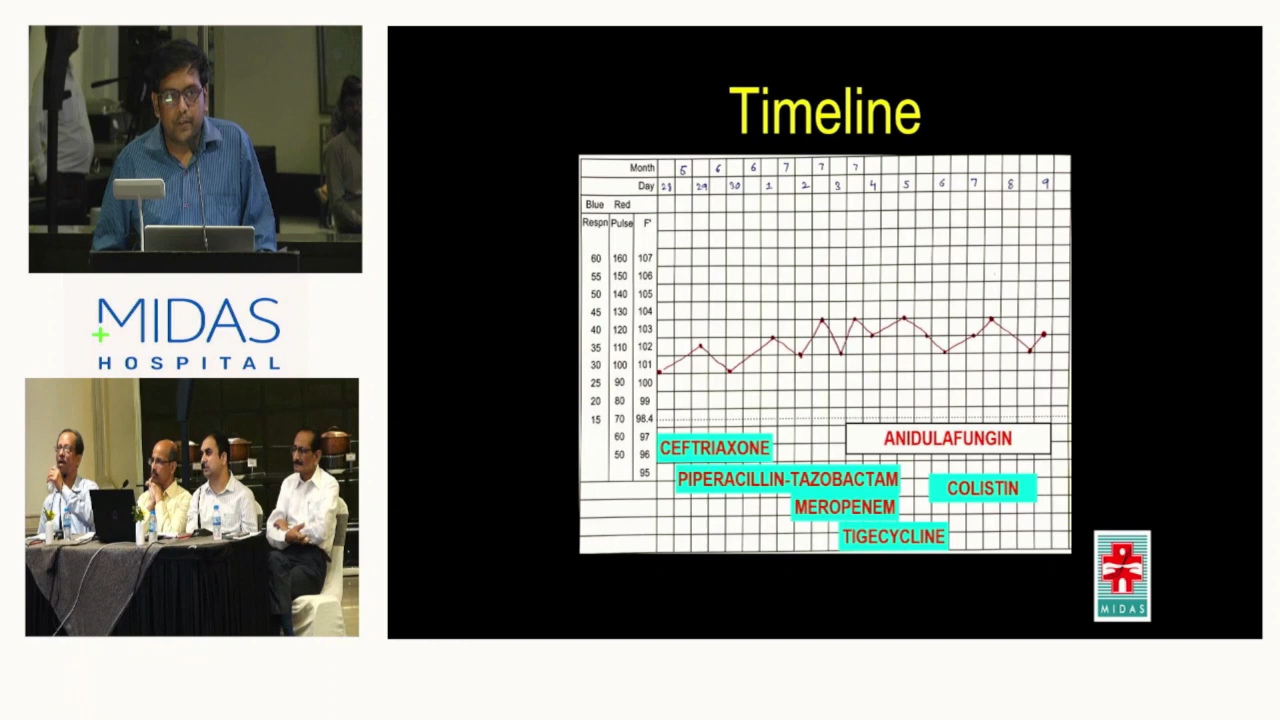 MIDAS
HOSPITAL
Timeline
Month 5 6 6 7 7 7
Day 28 29 30 1 2 3 4 5 6 7 8 9
Blue Red
Respn Pulse F'
60 160 107
55 150 106
50 140 105
45 130 104
40 120 103
35 110 102
30 100 101
25 90 100
20 80 99
15 70 98.4
60 97
50 96
95
CEFTRIAXONE
ANIDULAFUNGIN
PIPERACILLIN-TAZOBACTAM
COLISTIN
MEROPENEM
TIGECYCLINE
MIDAS